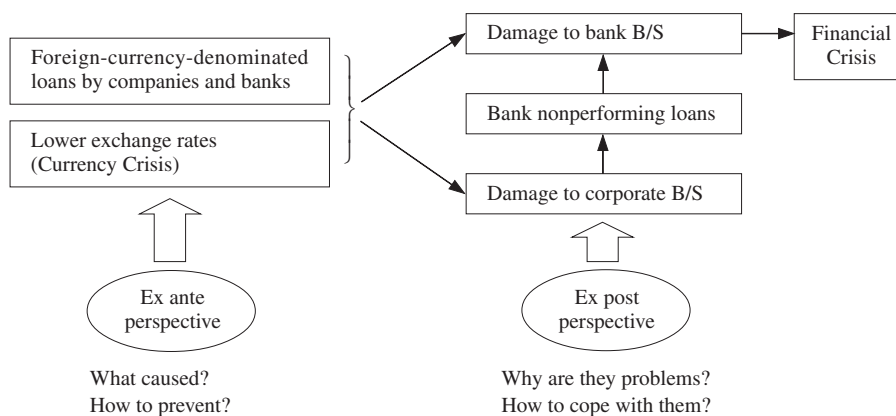 Foreign-currency-denominated
loans by companies and banks
Lower exchange rates
(Currency Crisis)
Ex ante
perspective
What caused?
How to prevent?
Damage to bank B/S
Bank nonperforming loans
Damage to corporate B/S
Ex post
perspective
Why are they problems?
How to cope with them?
Financial
Crisis